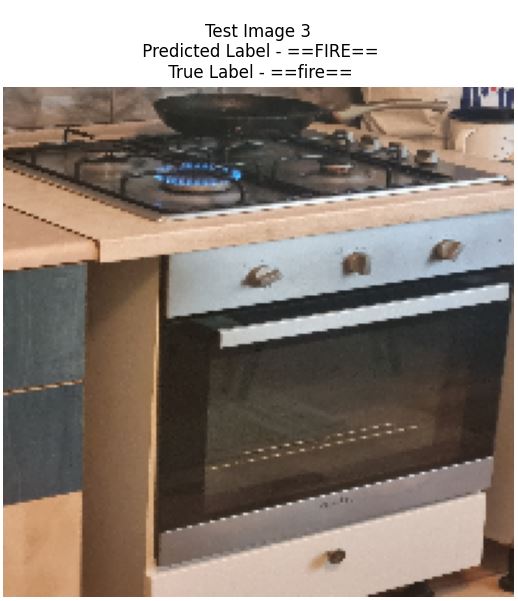 Test Image 3
Predicted Label - ==FIRE==
True Label - ==fire==